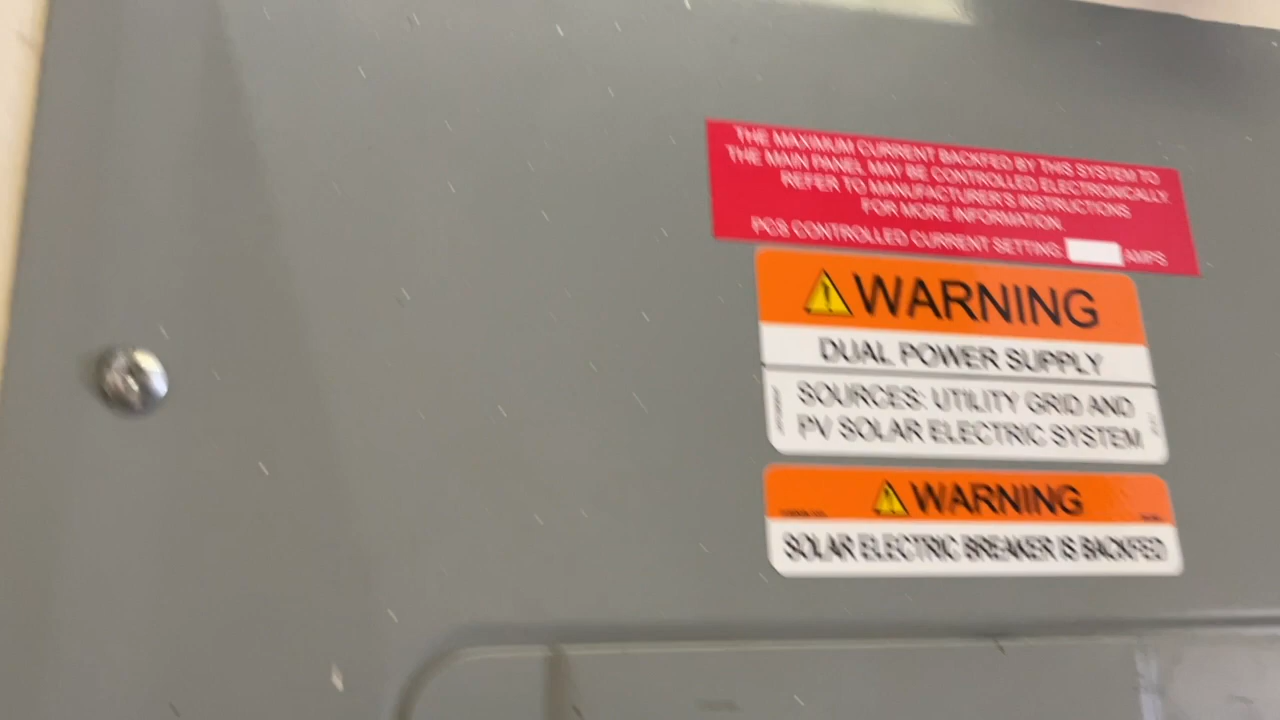 THE MAXIMUM CURRENT BACKFED BY THIS SYSTEM TO
THE MAIN PANEL MAY BE CONTROLLED ELECTRONICALLY.
REFER TO MANUFACTURER'S INSTRUCTIONS
FOR MORE INFORMATION.
PCS CONTROLLED CURRENT SETTING: AMPS
WARNING
DUAL POWER SUPPLY
SOURCES: UTILITY GRID AND
PV SOLAR ELECTRIC SYSTEM
WARNING
SOLAR ELECTRIC BREAKER IS BACKFED